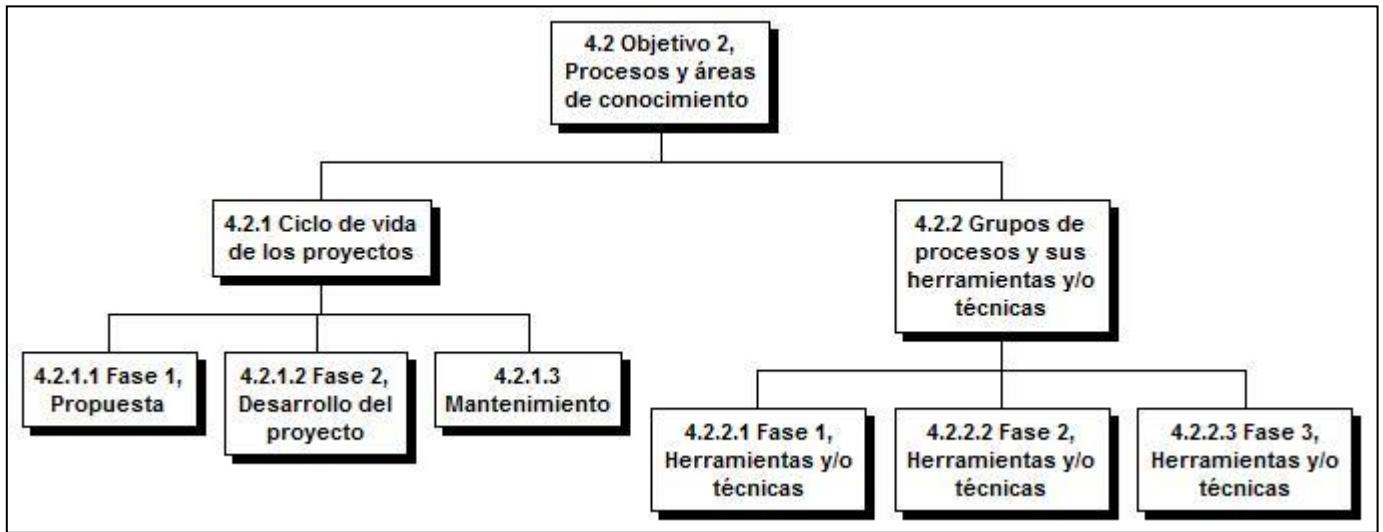 4.2 Objetivo 2,
Procesos y áreas
de conocimiento
4.2.1 Ciclo de vida
de los proyectos
4.2.2 Grupos de
procesos y sus
herramientas y/o
técnicas
4.2.1.1 Fase 1,
Propuesta
4.2.1.2 Fase 2,
Desarrollo del
proyecto
4.2.1.3
Mantenimiento
4.2.2.1 Fase 1,
Herramientas y/o
técnicas
4.2.2.2 Fase 2,
Herramientas y/o
técnicas
4.2.2.3 Fase 3,
Herramientas y/o
técnicas